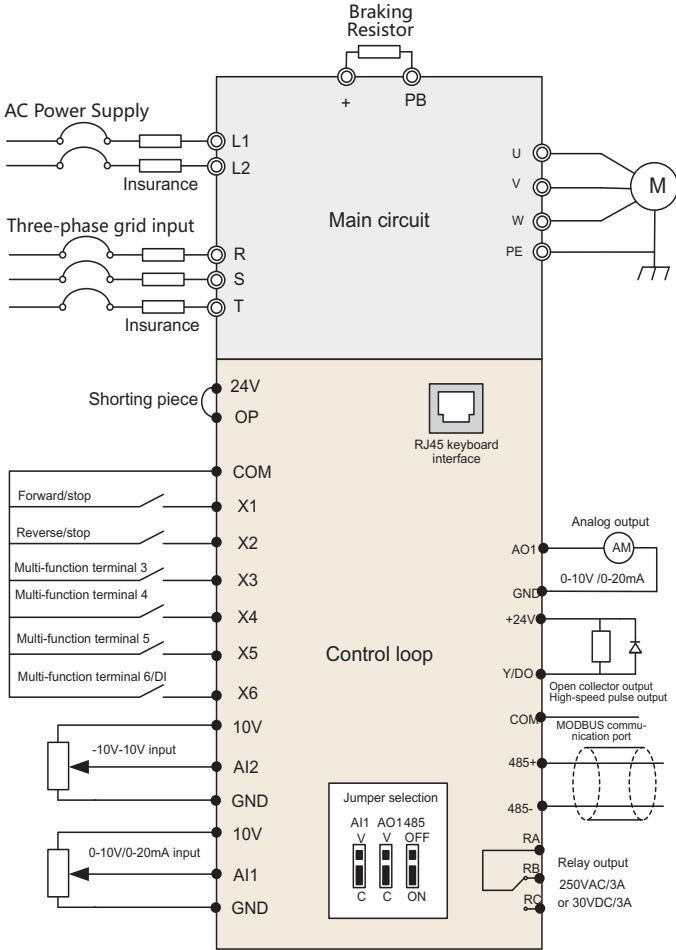 Braking
Resistor
+
PB
AC Power Supply
L1
L2
Insurance
Three-phase grid input
R
S
T
Insurance
Main circuit
U
V
W
PE
M
Shorting piece
24V
OP
RJ45 keyboard
interface
COM
Forward/stop
X1
Reverse/stop
X2
Multi-function terminal 3
X3
Multi-function terminal 4
X4
Multi-function terminal 5
X5
Multi-function terminal 6/DI
X6
10V
-10V-10V input
AI2
GND
10V
0-10V/0-20mA input
AI1
GND
Control loop
Jumper selection
AI1 AO1 485
V V OFF
C C ON
Analog output
AO1
AM
0-10V /0-20mA
GND
+24V
Y/DO
Open collector output
High-speed pulse output
COM
MODBUS commu-
nication port
485+
485-
RA
RB
RC
Relay output
250VAC/3A
or 30VDC/3A